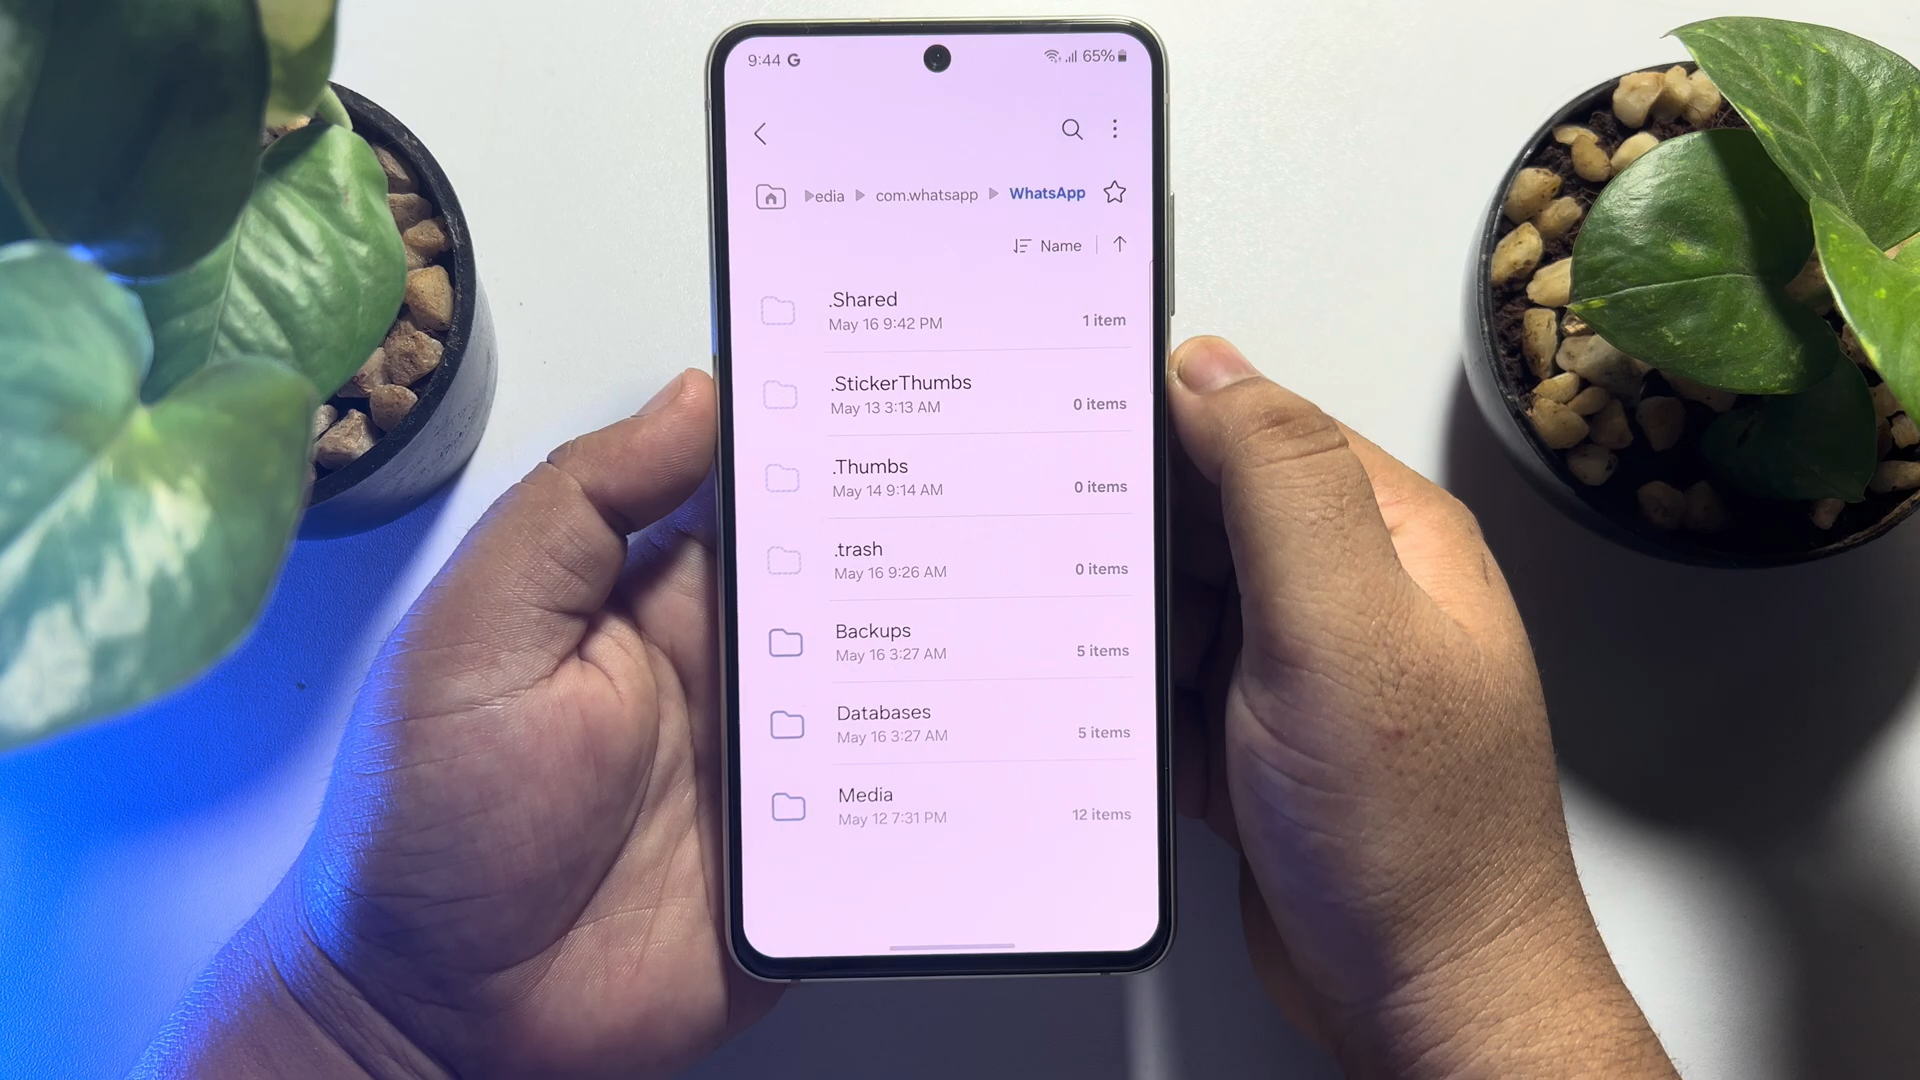 9:44 G 65%
edia com.whatsapp WhatsApp
Name
.Shared
May 16 9:42 PM 1 item
.StickerThumbs
May 13 3:13 AM 0 items
.Thumbs
May 14 9:14 AM 0 items
.trash
May 16 9:26 AM 0 items
Backups
May 16 3:27 AM 5 items
Databases
May 16 3:27 AM 5 items
Media
May 12 7:31 PM 12 items